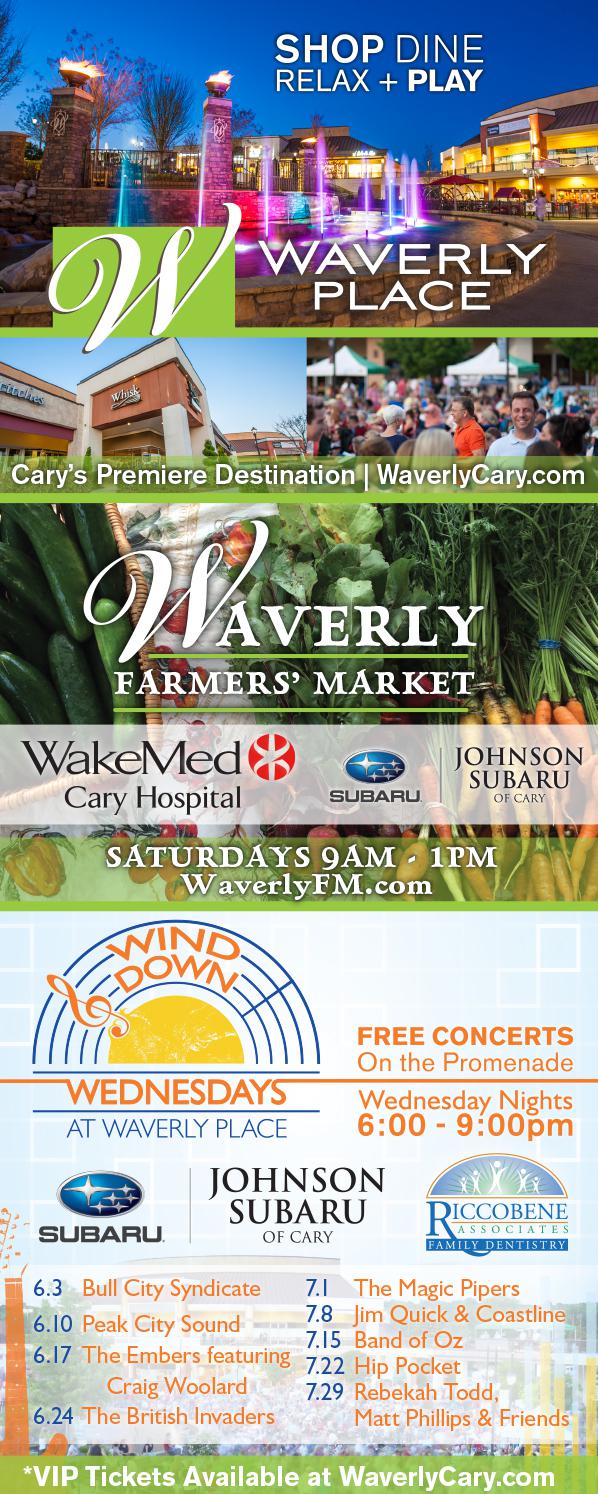 SHOP DINE
RELAX + PLAY
W WAVERLY
PLACE
Whisk
Cary's Premiere Destination | WaverlyCary.com
WAVERLY
FARMERS' MARKET
WakeMed
Cary Hospital
SUBARU
JOHNSON
SUBARU
OF CARY
SATURDAYS 9AM - 1PM
WaverlyFM.com
WIND
DOWN
WEDNESDAYS
AT WAVERLY PLACE
FREE CONCERTS
On the Promenade
Wednesday Nights
6:00 - 9:00pm
SUBARU
JOHNSON
SUBARU
OF CARY
RICCOBENE
ASSOCIATES
FAMILY DENTISTRY
6.3 Bull City Syndicate
6.10 Peak City Sound
6.17 The Embers featuring
Craig Woolard
6.24 The British Invaders
7.1 The Magic Pipers
7.8 Jim Quick & Coastline
7.15 Band of Oz
7.22 Hip Pocket
7.29 Rebekah Todd,
Matt Phillips & Friends
*VIP Tickets Available at WaverlyCary.com